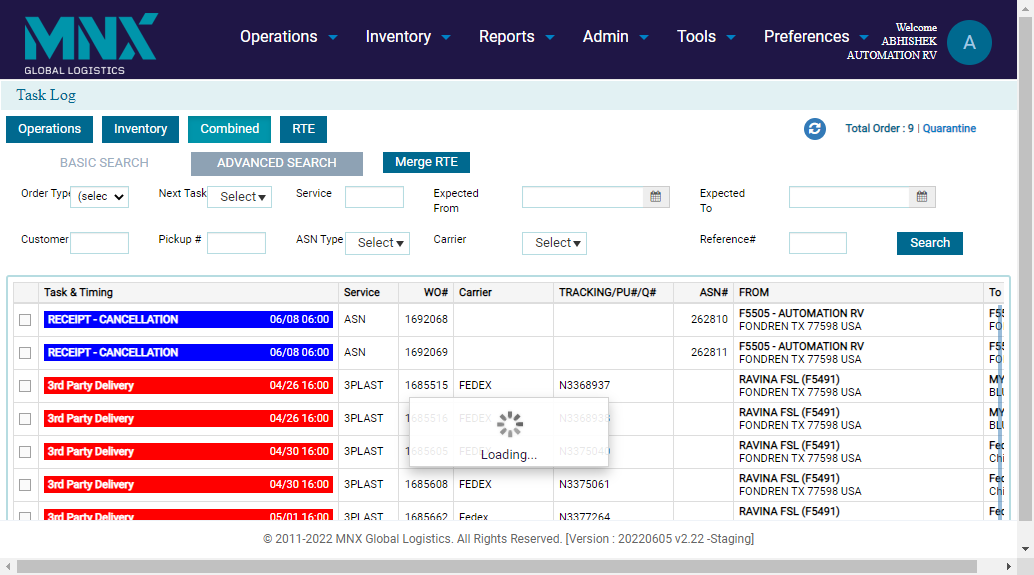 MNX
GLOBAL LOGISTICS
Operations Inventory Reports Admin Tools Preferences
Welcome
ABHISHEK
AUTOMATION RV
A
Task Log
Operations Inventory Combined RTE
Total Order : 9 | Quarantine
BASIC SEARCH ADVANCED SEARCH Merge RTE
Order Type (selec Next Task Select Service Expected From Expected To
Customer Pickup # ASN Type Select Carrier Select Reference# Search
Task & Timing Service WO# Carrier TRACKING/PU#/Q# ASN# FROM To
RECEIPT - CANCELLATION 06/08 06:00 ASN 1692068 262810 F5505 - AUTOMATION RV
FONDREN TX 77598 USA
RECEIPT - CANCELLATION 06/08 06:00 ASN 1692069 262811 F5505 - AUTOMATION RV
FONDREN TX 77598 USA
3rd Party Delivery 04/26 16:00 3PLAST 1685515 FEDEX N3368937 RAVINA FSL (F5491) MY
FONDREN TX 77598 USA BLU
3rd Party Delivery 04/26 16:00 3PLAST 1685516 FEDEX N3368938 RAVINA FSL (F5491) MY
FONDREN TX 77598 USA BLU
3rd Party Delivery 04/30 16:00 3PLAST 1685605 FEDEX N3375040 RAVINA FSL (F5491) Fed
FONDREN TX 77598 USA Chi
3rd Party Delivery 04/30 16:00 3PLAST 1685608 FEDEX N3375061 RAVINA FSL (F5491) Fed
FONDREN TX 77598 USA Chi
3rd Party Delivery 05/01 16:00 3PLAST 1685662 Fedex N3377264 RAVINA FSL (F5491) Fed
Loading...
© 2011-2022 MNX Global Logistics. All Rights Reserved. [Version : 20220605 v2.22 -Staging]